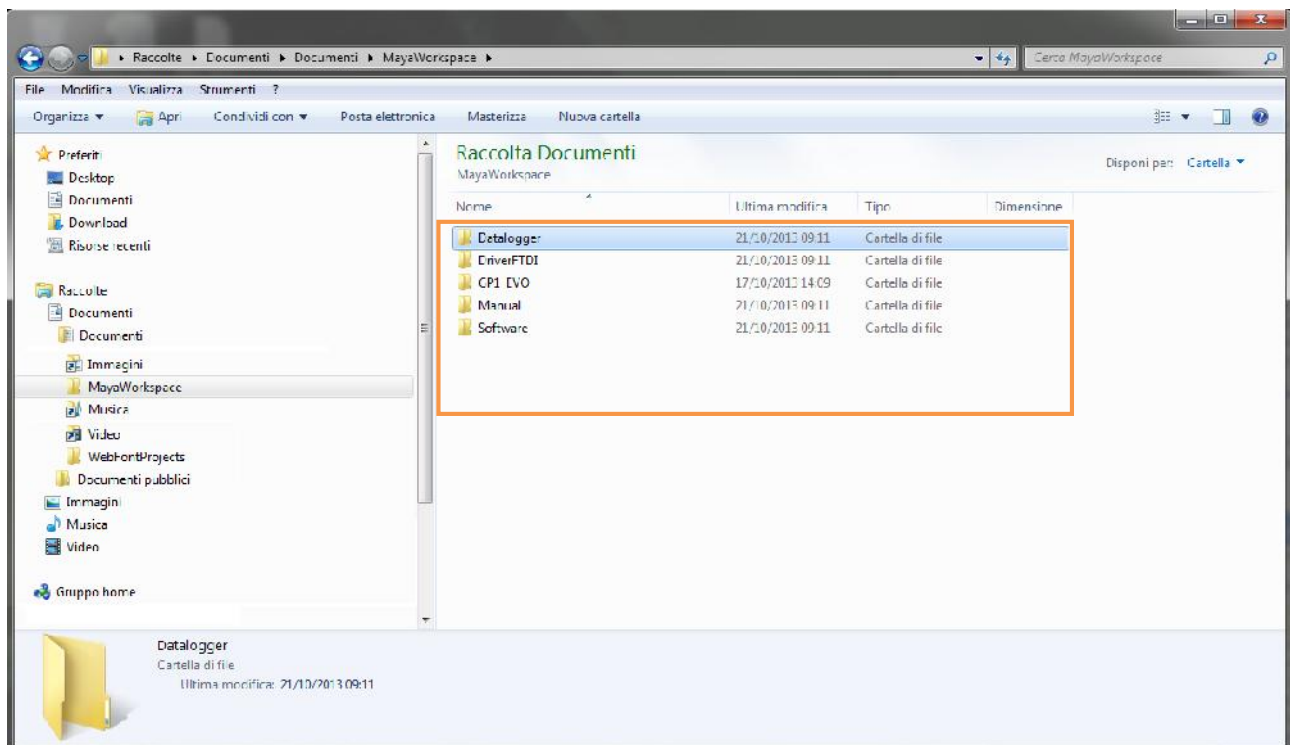 Raccolte ▸ Documenti ▸ Documenti ▸ MayaWorkspace ▸
Cerca MayaWorkspace
File Modifica Visualizza Strumenti ?
Organizza Apri Condividi con Posta elettronica Masterizza Nuova cartella
Preferiti
Desktop
Documenti
Download
Risorse recenti
Raccolte
Documenti
Documenti
Immagini
MayaWorkspace
Musica
Video
WebFontProjects
Documenti pubblici
Immagini
Musica
Video
Gruppo home
Raccolta Documenti
MayaWorkspace
Disponi per: Cartella
Nome Ultima modifica Tipo Dimensione
Datalogger 21/10/2013 09:11 Cartella di file
DriverFTDI 21/10/2013 09:11 Cartella di file
CP1 EVO 17/10/2013 14:09 Cartella di file
Manual 21/10/2013 09:11 Cartella di file
Software 21/10/2013 09:11 Cartella di file
Datalogger
Cartella di file
Ultima modifica: 21/10/2013 09:11